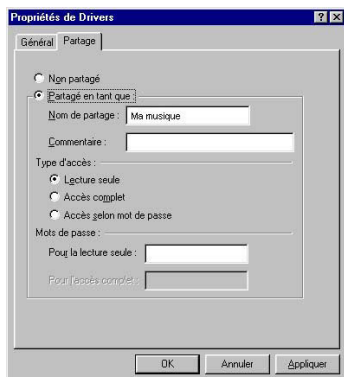 Propriétés de Drivers
Général Partage
Non partagé
Partagé en tant que :
Nom de partage : Ma musique
Commentaire :
Type d'accès :
Lecture seule
Accès complet
Accès selon mot de passe
Mots de passe :
Pour la lecture seule :
Pour l'accès complet :
OK Annuler Appliquer